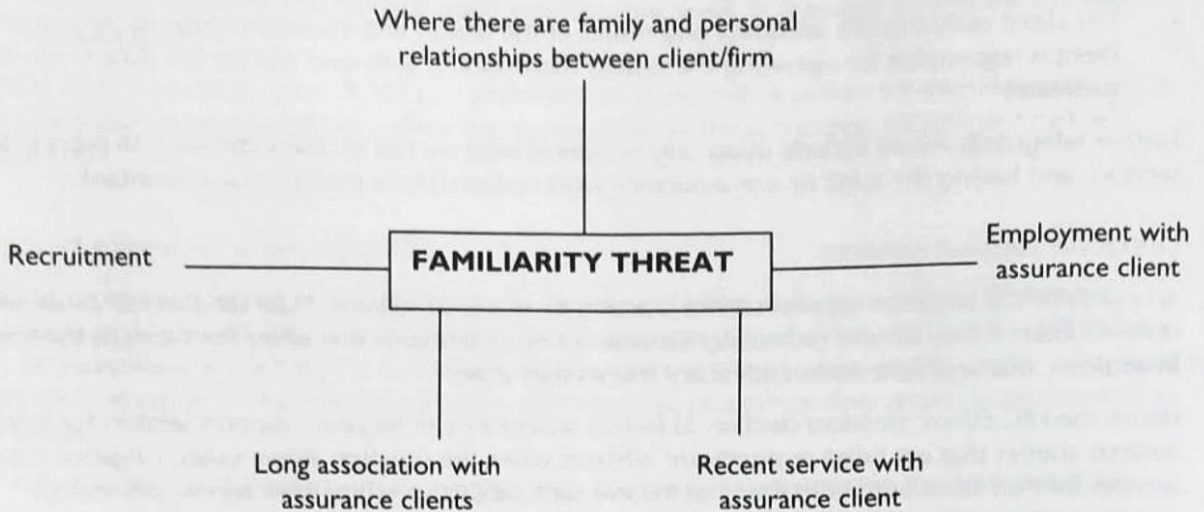 Where there are family and personal
relationships between client/firm
Recruitment
FAMILIARITY THREAT
Employment with
assurance client
Long association with
assurance clients
Recent service with
assurance client